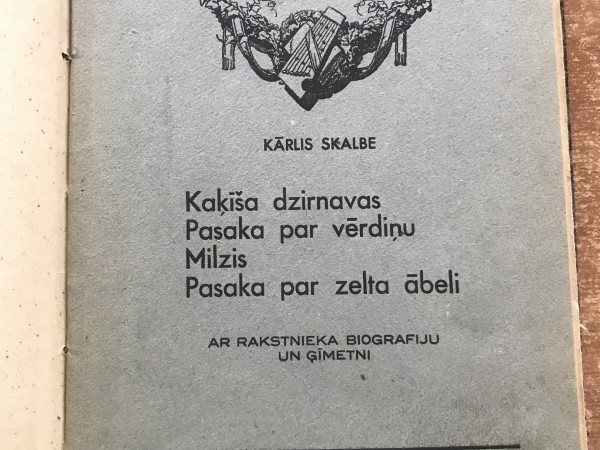 KĀRLIS SKALBE
Kaķīša dzirnavas
Pasaka par vērdiņu
Milzis
Pasaka par zelta ābeli
AR RAKSTNIEKA BIOGRAFIJU
UN ĢĪMETNI